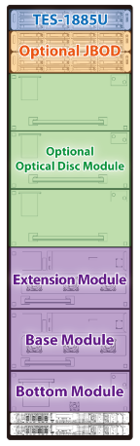 TES-1885U
Optional JBOD
Optional
Optical Disc Module
Extension Module
Base Module
Bottom Module